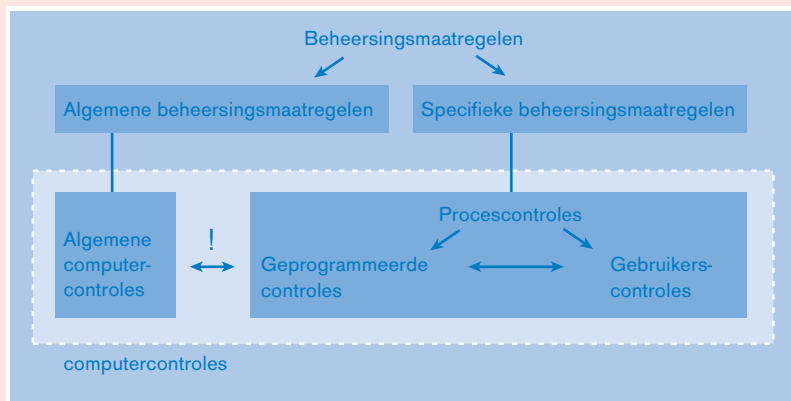 Beheersingsmaatregelen
Algemene beheersingsmaatregelen
Specifieke beheersingsmaatregelen
Procescontroles
Algemene
computer-
controles
!
Geprogrammeerde
controles
Gebruikers-
controles
computercontroles